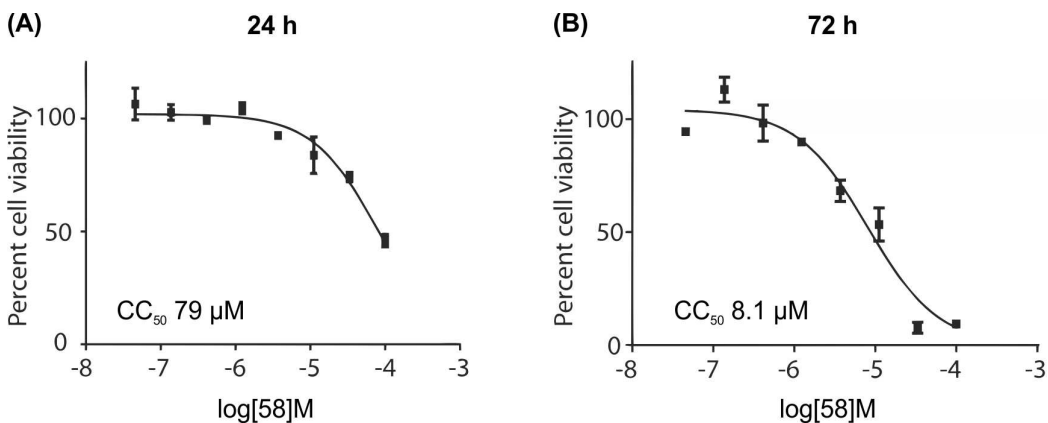 (A)
24 h
Percent cell viability
100
50
0
CC₅₀ 79 µM
-8
-7
-6
-5
-4
-3
log[58]M
(B)
72 h
Percent cell viability
100
50
0
CC₅₀ 8.1 µM
-8
-7
-6
-5
-4
-3
log[58]M